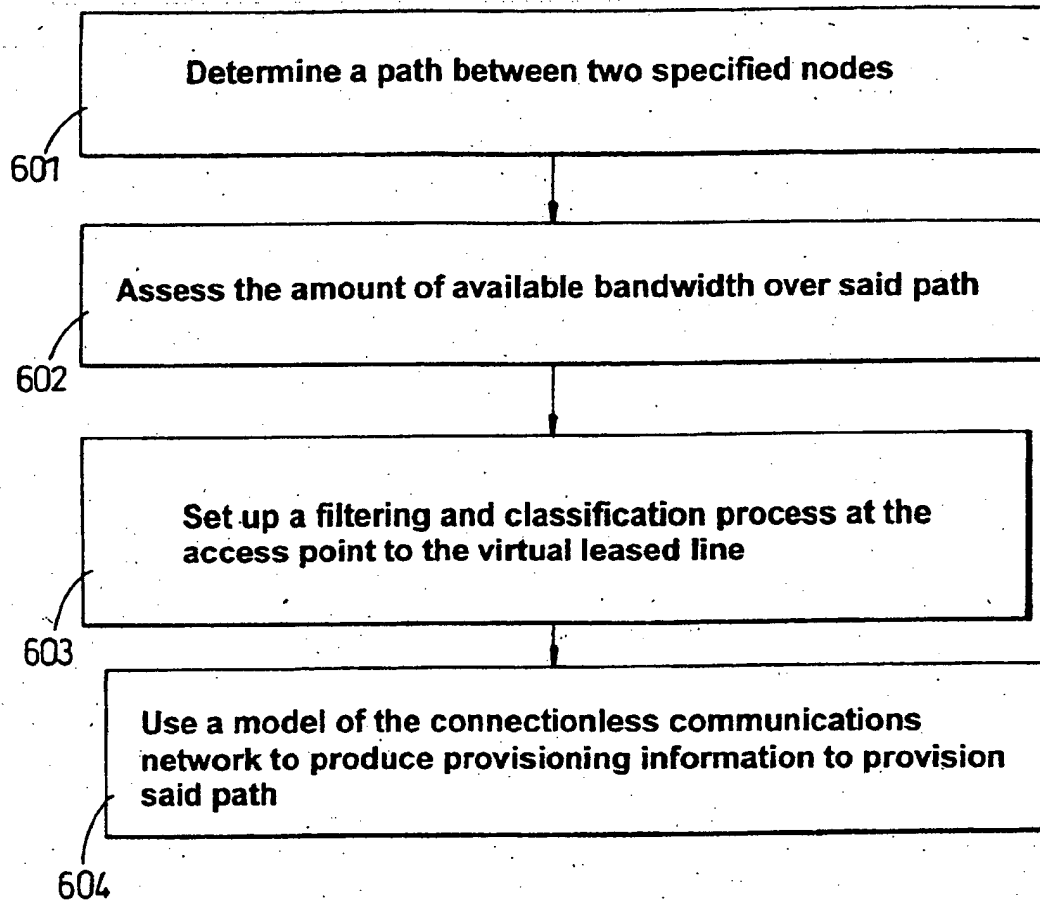 Determine a path between two specified nodes
601
Assess the amount of available bandwidth over said path
602
Set up a filtering and classification process at the
access point to the virtual leased line
603
Use a model of the connectionless communications
network to produce provisioning information to provision
said path
604